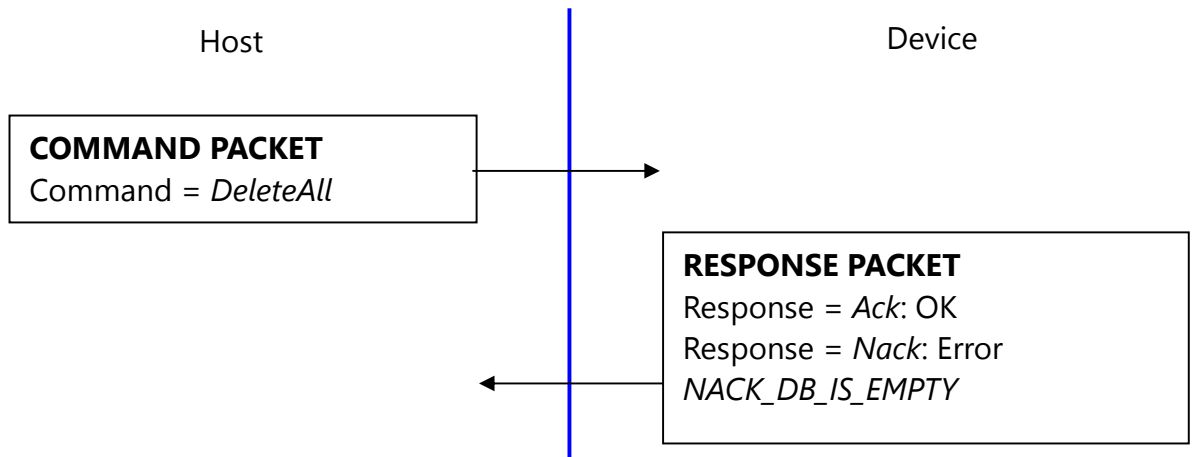 Host
Device
COMMAND PACKET
Command = DeleteAll
RESPONSE PACKET
Response = Ack: OK
Response = Nack: Error
NACK_DB_IS_EMPTY